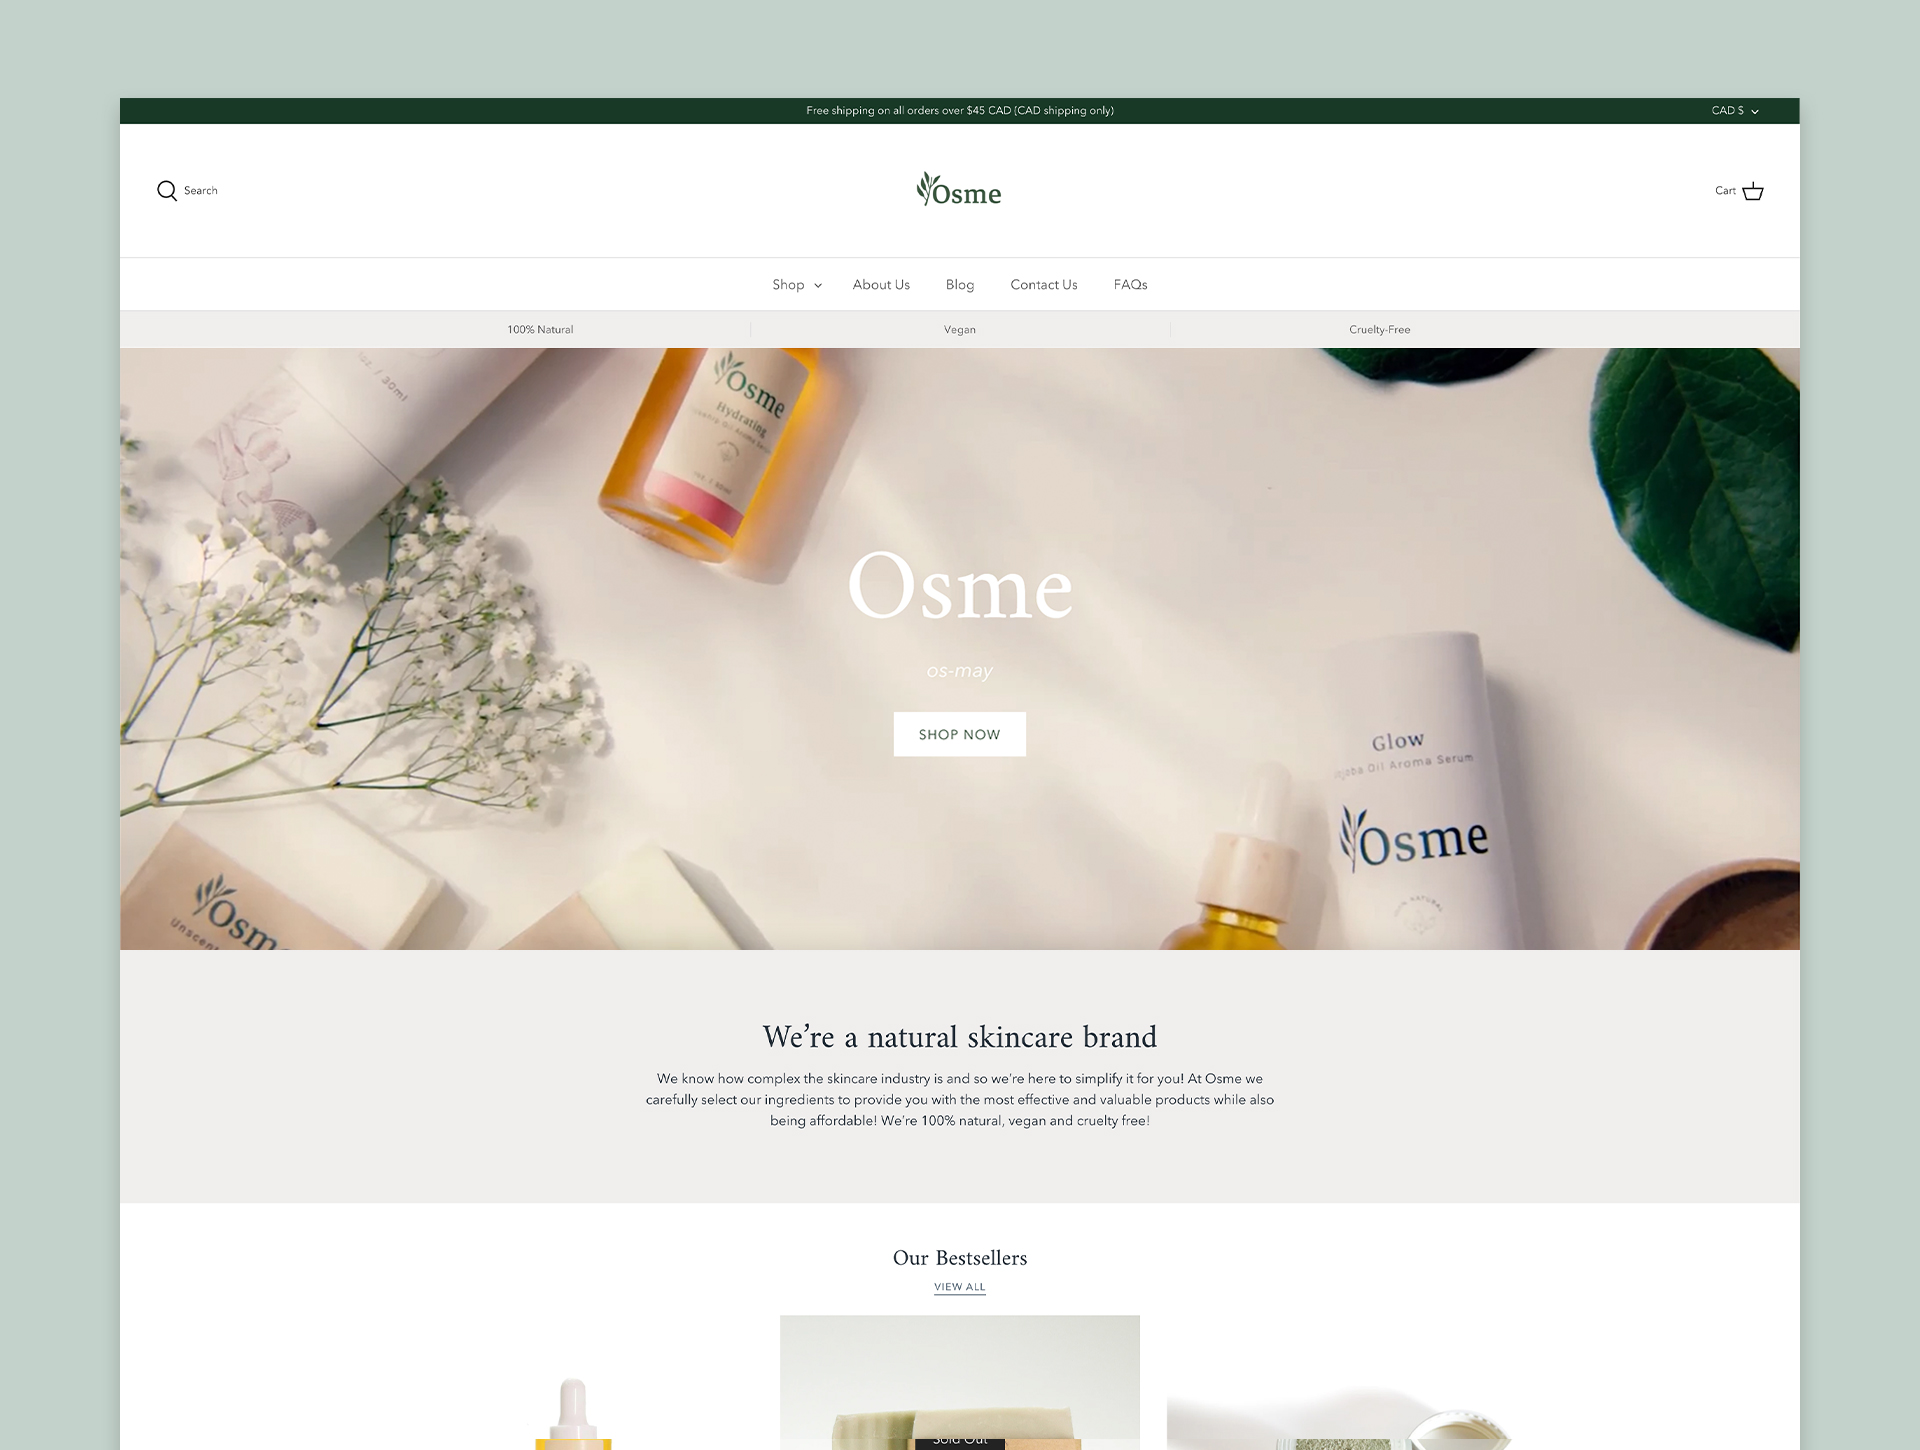 Free shipping on all orders over $45 CAD (CAD shipping only)
CAD $
Search
Osme
Cart
Shop
About Us
Blog
Contact Us
FAQs
100% Natural
Vegan
Cruelty-Free
oz. / 30ml
Osme
Hydrating
Oil Aroma
Osme
os-may
SHOP NOW
Glow
Jojoba Oil Aroma Serum
Osme
NATURAL
Osme
We're a natural skincare brand
We know how complex the skincare industry is and so we're here to simplify it for you! At Osme we
carefully select our ingredients to provide you with the most effective and valuable products while also
being affordable! We're 100% natural, vegan and cruelty free!
Our Bestsellers
VIEW ALL
Sold Out